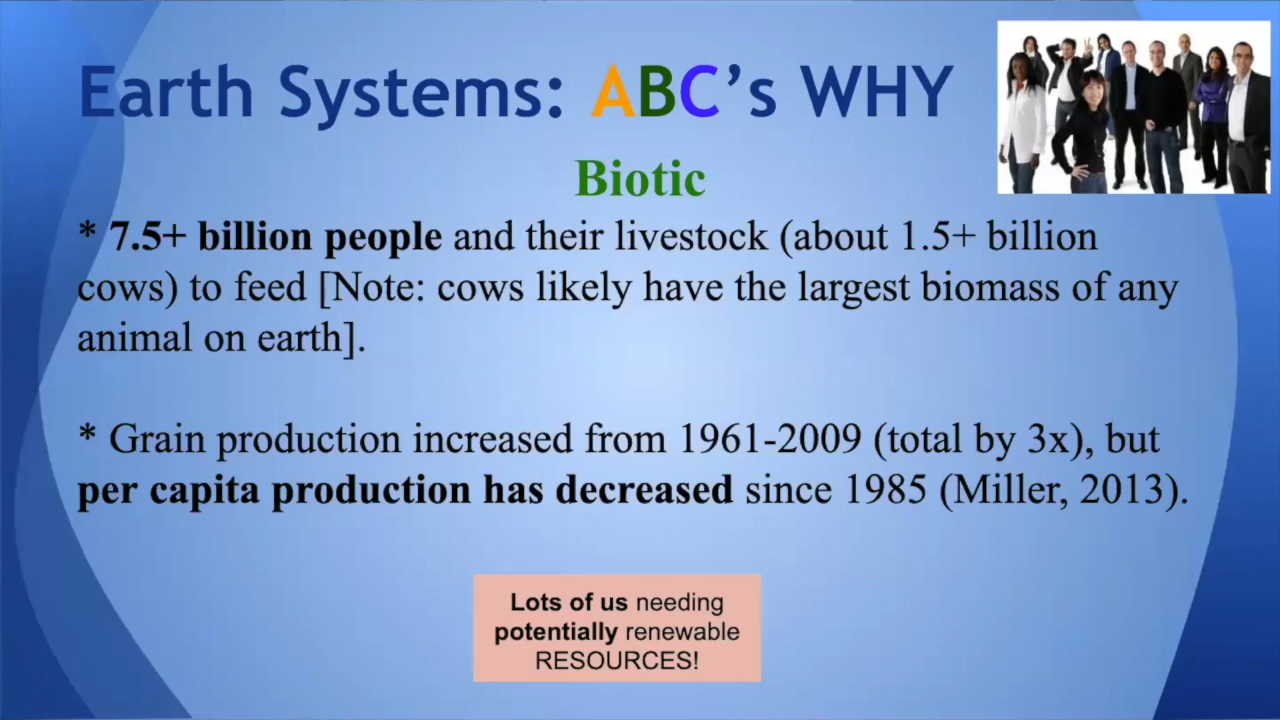 Earth Systems: ABC's WHY
Biotic
* 7.5+ billion people and their livestock (about 1.5+ billion
cows) to feed [Note: cows likely have the largest biomass of any
animal on earth].
* Grain production increased from 1961-2009 (total by 3x), but
per capita production has decreased since 1985 (Miller, 2013).
Lots of us needing
potentially renewable
RESOURCES!